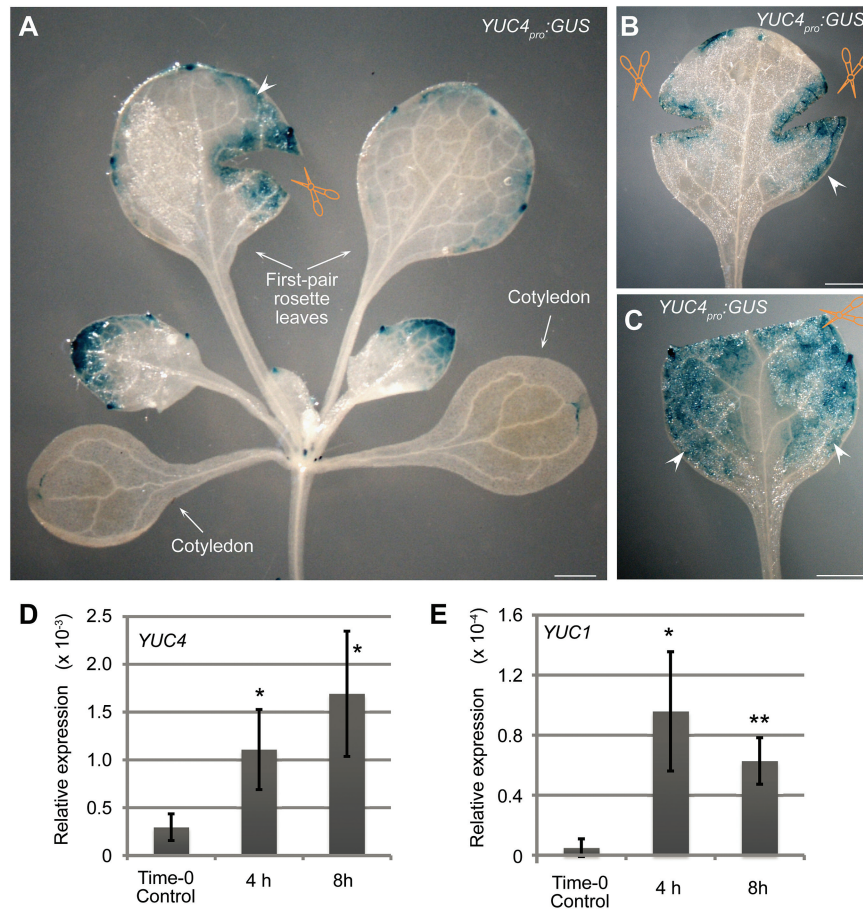 A
YUC4pro:GUS
First-pair
rosette
leaves
Cotyledon
Cotyledon
B
YUC4pro:GUS
C
YUC4pro:GUS
D
YUC4
Relative expression (x 10-3)
2.5
2.0
1.5
1.0
0.5
0
*
*
Time-0
Control
4 h
8h
E
YUC1
Relative expression (x 10-4)
1.6
1.2
0.8
0.4
0
*
**
Time-0
Control
4 h
8h